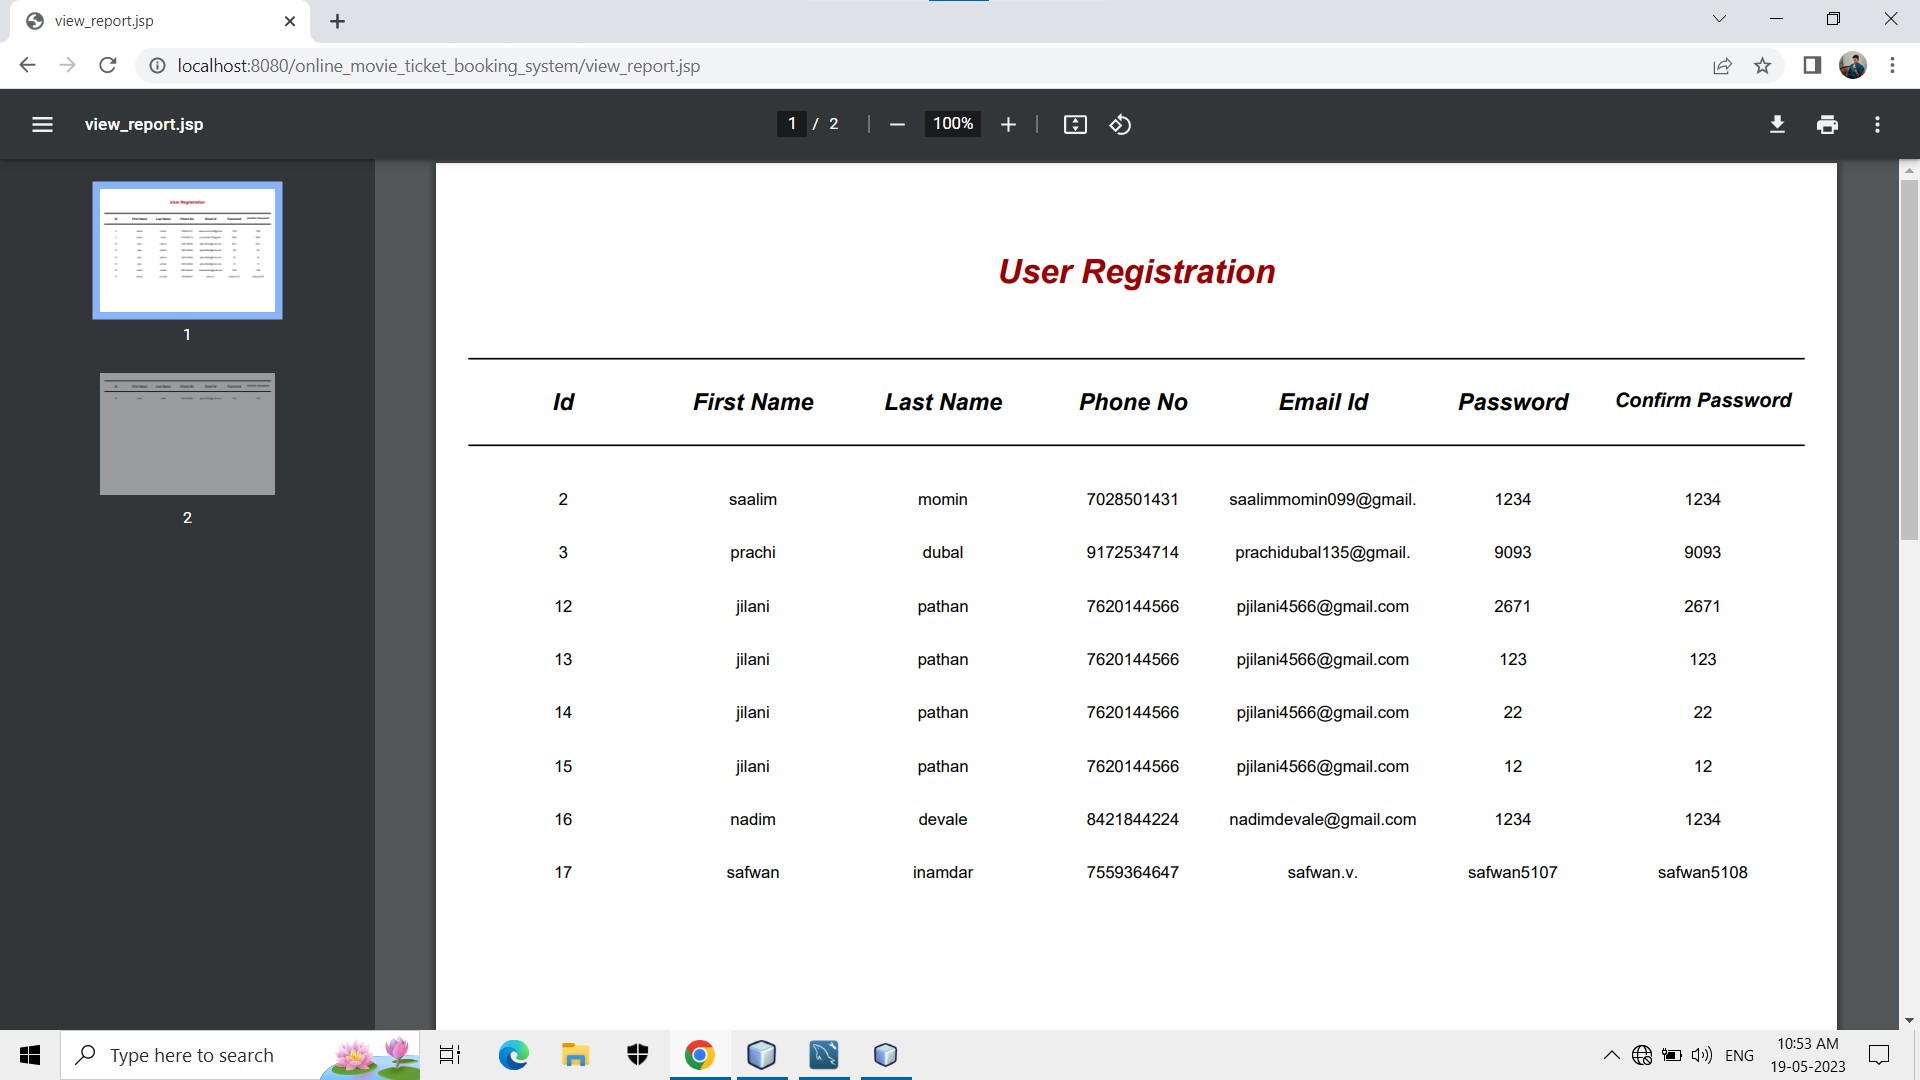 view_report.jsp
localhost:8080/online_movie_ticket_booking_system/view_report.jsp
view_report.jsp 1 / 2 100%
1
2
User Registration
Id First Name Last Name Phone No Email Id Password Confirm Password
2 saalim momin 7028501431 saalimmomin099@gmail. 1234 1234
3 prachi dubal 9172534714 prachidubal135@gmail. 9093 9093
12 jilani pathan 7620144566 pjilani4566@gmail.com 2671 2671
13 jilani pathan 7620144566 pjilani4566@gmail.com 123 123
14 jilani pathan 7620144566 pjilani4566@gmail.com 22 22
15 jilani pathan 7620144566 pjilani4566@gmail.com 12 12
16 nadim devale 8421844224 nadimdevale@gmail.com 1234 1234
17 safwan inamdar 7559364647 safwan.v. safwan5107 safwan5108
Type here to search
ENG
10:53 AM
19-05-2023